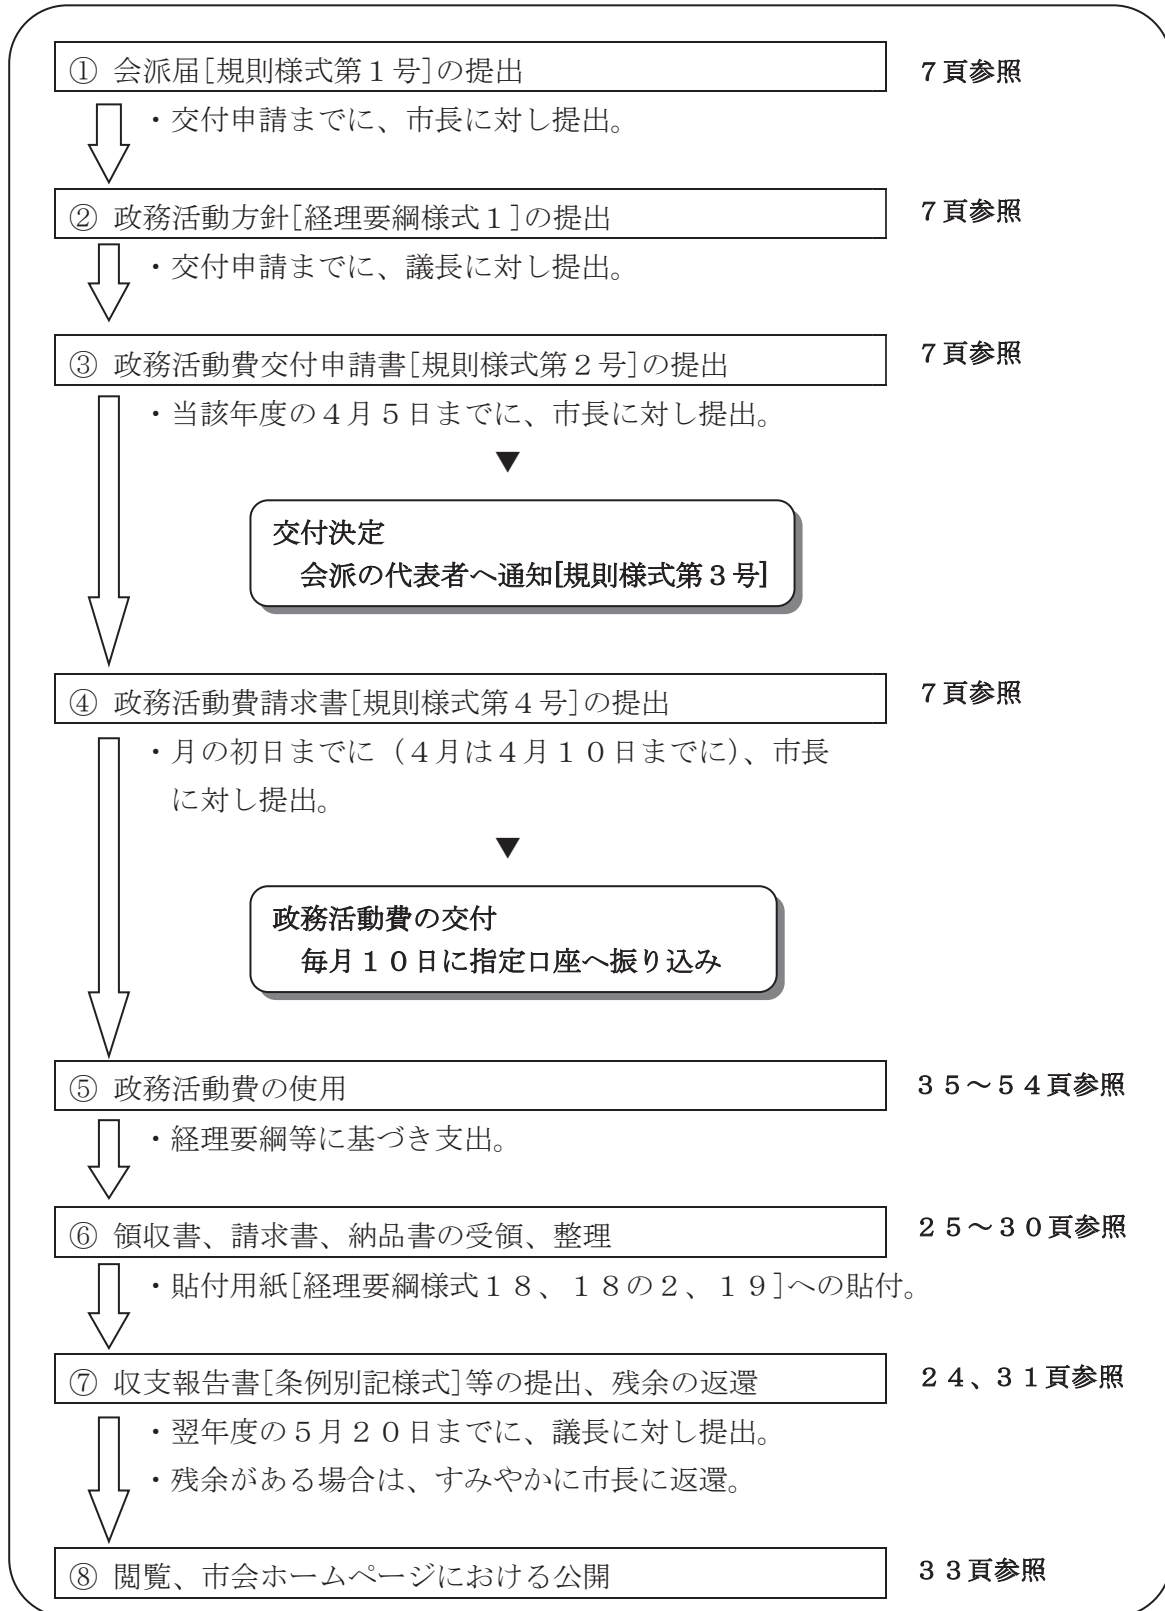 ① 会派届[規則様式第１号]の提出
７頁参照
・交付申請までに、市長に対し提出。
② 政務活動方針[経理要綱様式１]の提出
７頁参照
・交付申請までに、議長に対し提出。
③ 政務活動費交付申請書[規則様式第２号]の提出
７頁参照
・当該年度の４月５日までに、市長に対し提出。
▼
交付決定
会派の代表者へ通知[規則様式第３号]
④ 政務活動費請求書[規則様式第４号]の提出
７頁参照
・月の初日までに（４月は４月１０日までに）、市長
に対し提出。
▼
政務活動費の交付
毎月１０日に指定口座へ振り込み
⑤ 政務活動費の使用
３５～５４頁参照
・経理要綱等に基づき支出。
⑥ 領収書、請求書、納品書の受領、整理
２５～３０頁参照
・貼付用紙[経理要綱様式１８、１８の２、１９]への貼付。
⑦ 収支報告書[条例別記様式]等の提出、残余の返還
２４、３１頁参照
・翌年度の５月２０日までに、議長に対し提出。
・残余がある場合は、すみやかに市長に返還。
⑧ 閲覧、市会ホームページにおける公開
３３頁参照